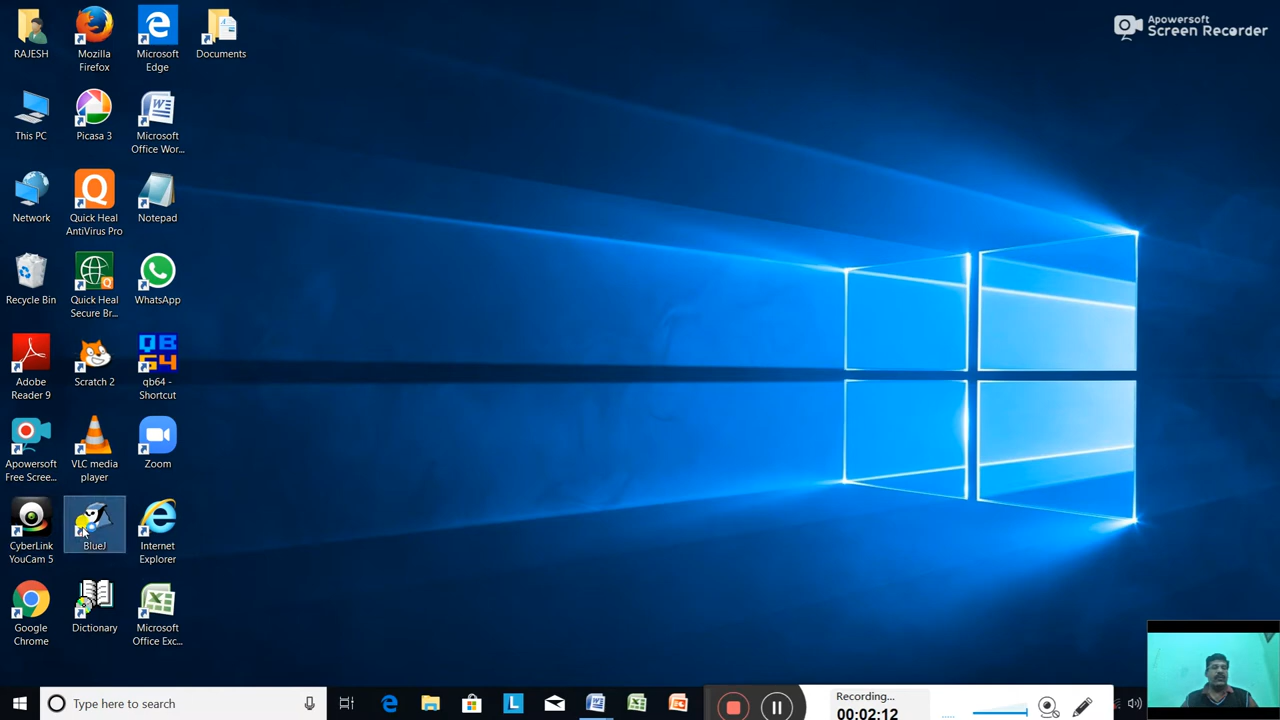 RAJESH
Mozilla
Firefox
Microsoft
Edge
Documents
Apowersoft
Screen Recorder
This PC
Picasa 3
Microsoft
Office Wor...
Network
Quick Heal
AntiVirus Pro
Notepad
Recycle Bin
Quick Heal
Secure Br...
WhatsApp
Adobe
Reader 9
Scratch 2
QB
64
qb64 -
Shortcut
Apowersoft
Free Scree...
VLC media
player
Zoom
CyberLink
YouCam 5
BlueJ
Internet
Explorer
Google
Chrome
Dictionary
Microsoft
Office Exc...
Type here to search
Recording...
00:02:12